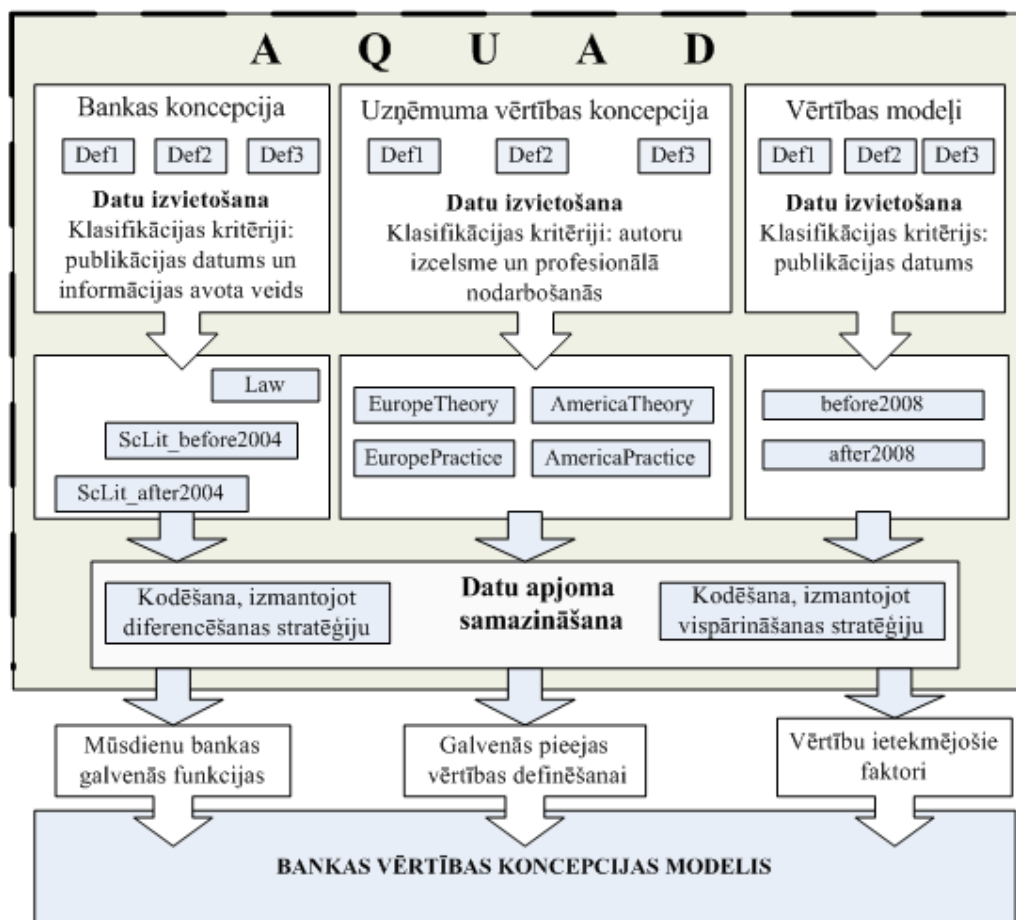 A Q U A D
Bankas koncepcija
Def1 Def2 Def3
Datu izvietošana
Klasifikācijas kritēriji:
publikācijas datums un
informācijas avota veids
Uzņēmuma vērtības koncepcija
Def1 Def2 Def3
Datu izvietošana
Klasifikācijas kritēriji: autoru
izcelsme un profesionālā
nodarbošanās
Vērtības modeļi
Def1 Def2 Def3
Datu izvietošana
Klasifikācijas kritērijs:
publikācijas datums
Law
ScLit_before2004
ScLit_after2004
EuropeTheory AmericaTheory
EuropePractice AmericaPractice
before2008
after2008
Kodēšana, izmantojot
diferencēšanas stratēģiju
Datu apjoma
samazināšana
Kodēšana, izmantojot
vispārināšanas stratēģiju
Mūsdienu bankas
galvenās funkcijas
Galvenās pieejas
vērtības definēšanai
Vērtību ietekmējošie
faktori
BANKAS VĒRTĪBAS KONCEPCIJAS MODELIS